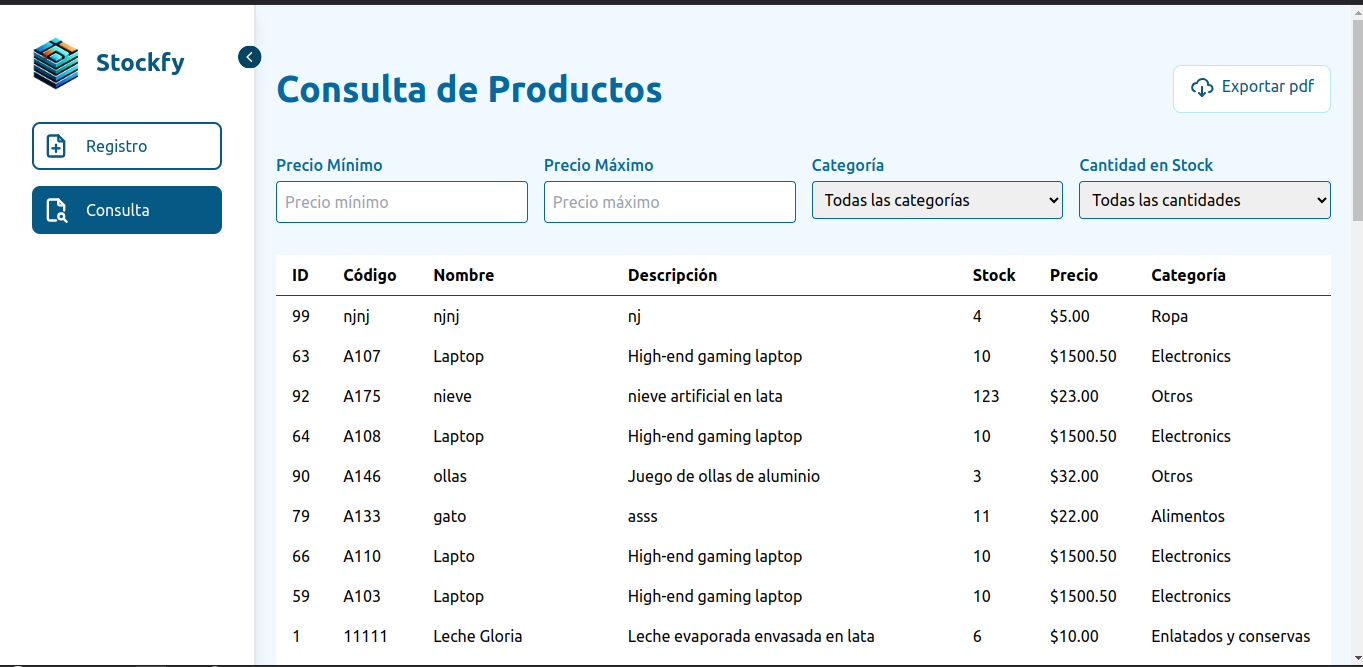 Stockfy
Registro
Consulta
Consulta de Productos
Exportar pdf
Precio Mínimo Precio Máximo Categoría Cantidad en Stock
Precio mínimo Precio máximo Todas las categorías Todas las cantidades
ID Código Nombre Descripción Stock Precio Categoría
99 njnj njnj nj 4 $5.00 Ropa
63 A107 Laptop High-end gaming laptop 10 $1500.50 Electronics
92 A175 nieve nieve artificial en lata 123 $23.00 Otros
64 A108 Laptop High-end gaming laptop 10 $1500.50 Electronics
90 A146 ollas Juego de ollas de aluminio 3 $32.00 Otros
79 A133 gato asss 11 $22.00 Alimentos
66 A110 Lapto High-end gaming laptop 10 $1500.50 Electronics
59 A103 Laptop High-end gaming laptop 10 $1500.50 Electronics
1 11111 Leche Gloria Leche evaporada envasada en lata 6 $10.00 Enlatados y conservas